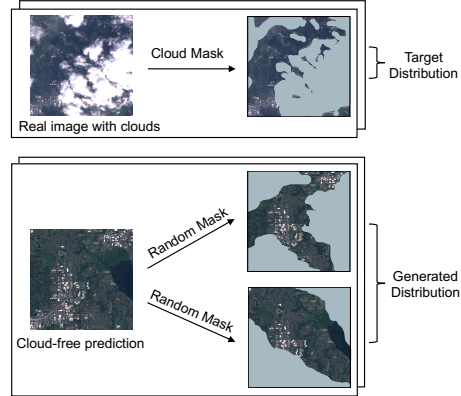 Cloud Mask
Real image with clouds
Target
Distribution
Random Mask
Random Mask
Cloud-free prediction
Generated
Distribution